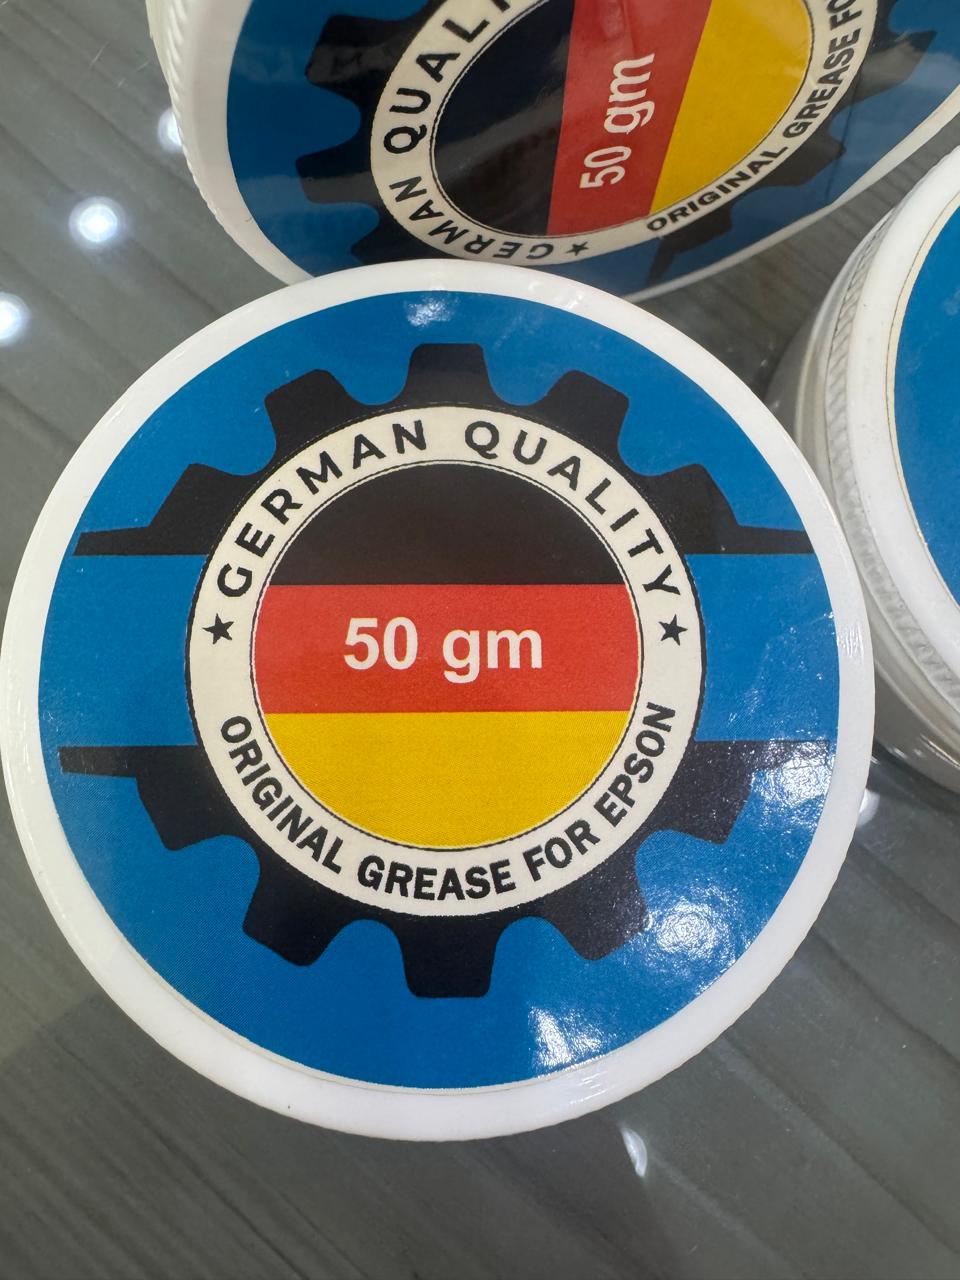 GERMAN QUALI
50 gm
ORIGINAL GREASE FO
★ GERMAN QUALITY ★
50 gm
ORIGINAL GREASE FOR EPSON